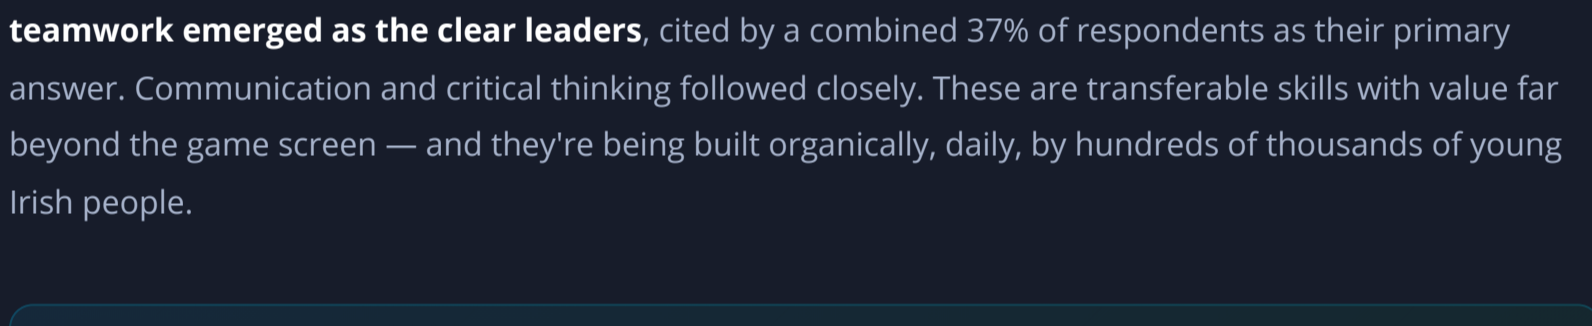 teamwork emerged as the clear leaders, cited by a combined 37% of respondents as their primary
answer. Communication and critical thinking followed closely. These are transferable skills with value far
beyond the game screen — and they're being built organically, daily, by hundreds of thousands of young
Irish people.